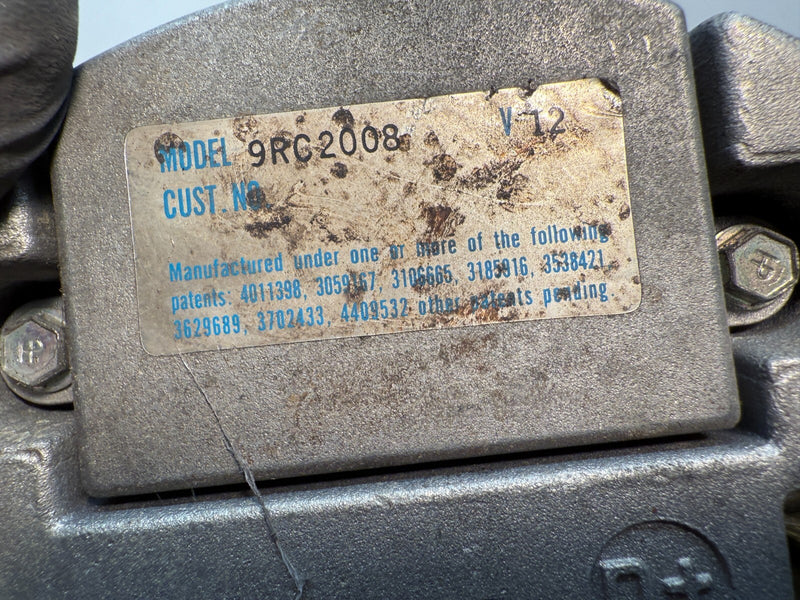 MODEL 9RC2008 V 12
CUST. NO.
Manufactured under one or more of the following
patents: 4011398, 3059167, 3106665, 3185916, 3538421
3629689, 3702433, 4409532 other patents pending
HP